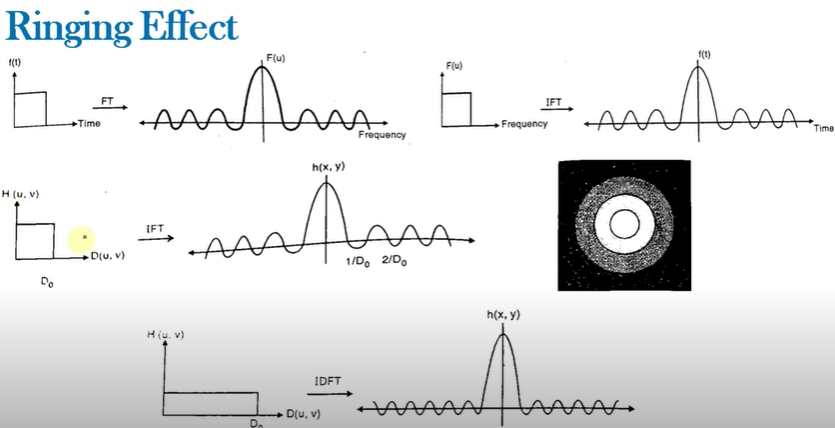 Ringing Effect
f(t)
FT
Time
F(u)
Frequency
F(u)
IFT
Frequency
f(t)
Time
H (u, v)
IFT
D(u, v)
D₀
h(x, y)
1/D₀ 2/D₀
H (u, v)
IDFT
D(u, v)
D₀
h(x, y)